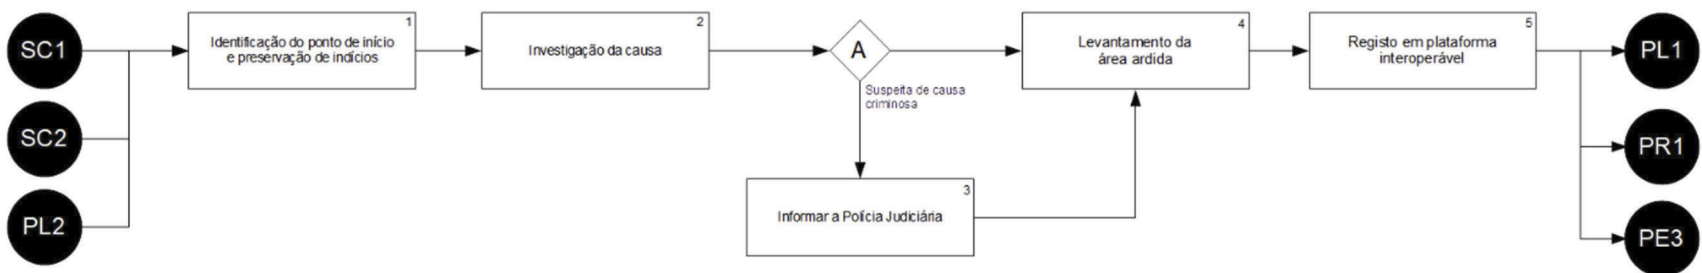 SC1
SC2
PL2
1
Identificação do ponto de início
e preservação de indícios
2
Investigação da causa
A
Suspeita de causa
criminosa
3
Informar a Polícia Judiciária
4
Levantamento da
área ardida
5
Registo em plataforma
interoperável
PL1
PR1
PE3